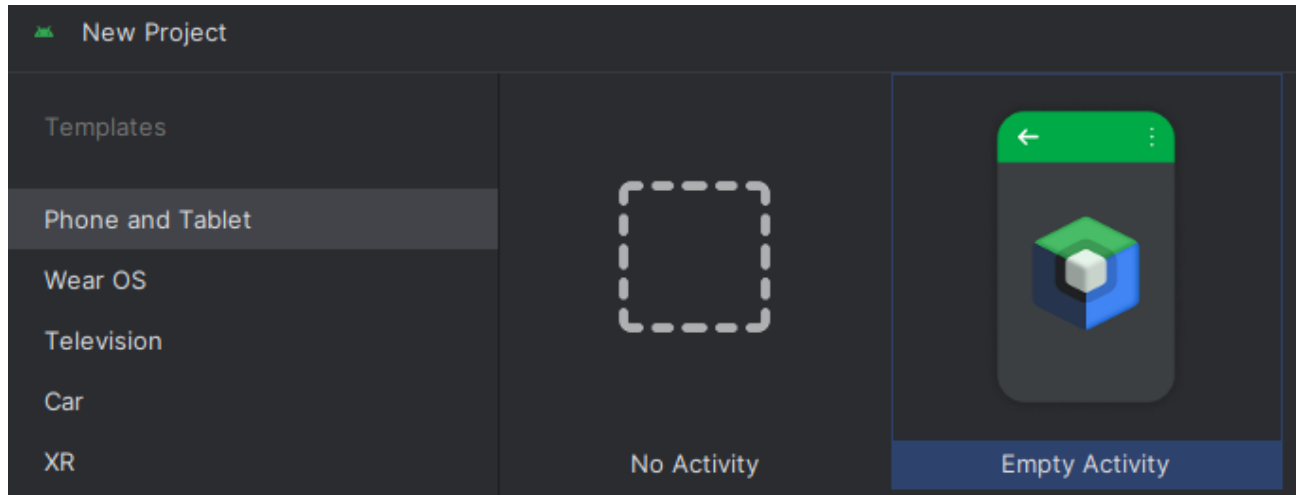 New Project
Templates
Phone and Tablet
Wear OS
Television
Car
XR
No Activity
Empty Activity